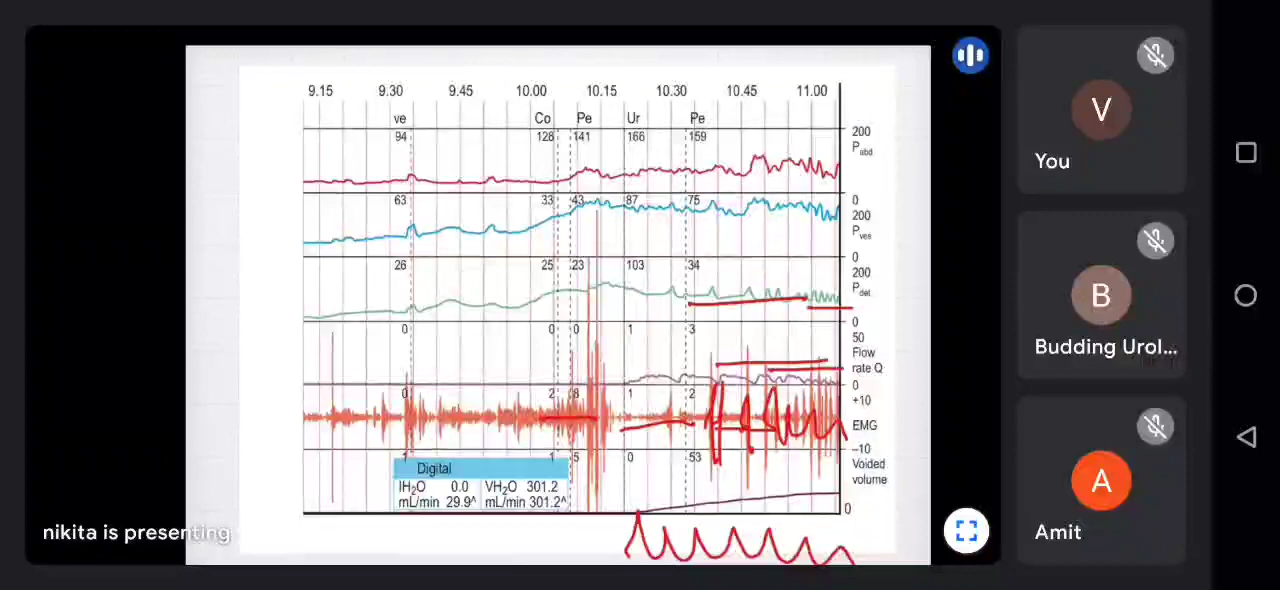 9.15 9.30 9.45 10.00 10.15 10.30 10.45 11.00
ve Co Pe Ur Pe
94 128 141 166 159 200
Pabd
63 33 43 87 75 0
200
Pves
26 25 23 103 34 0
200
Pdet
0 0 0 1 3 0
50
Flow
rate Q
0 2 8 1 2 0
+10
EMG
1 1 5 0 53 –10
Voided
volume
0
Digital
IH2O 0.0 VH2O 301.2
mL/min 29.9^ mL/min 301.2^
nikita is presenting
V
You
B
Budding Urol...
A
Amit